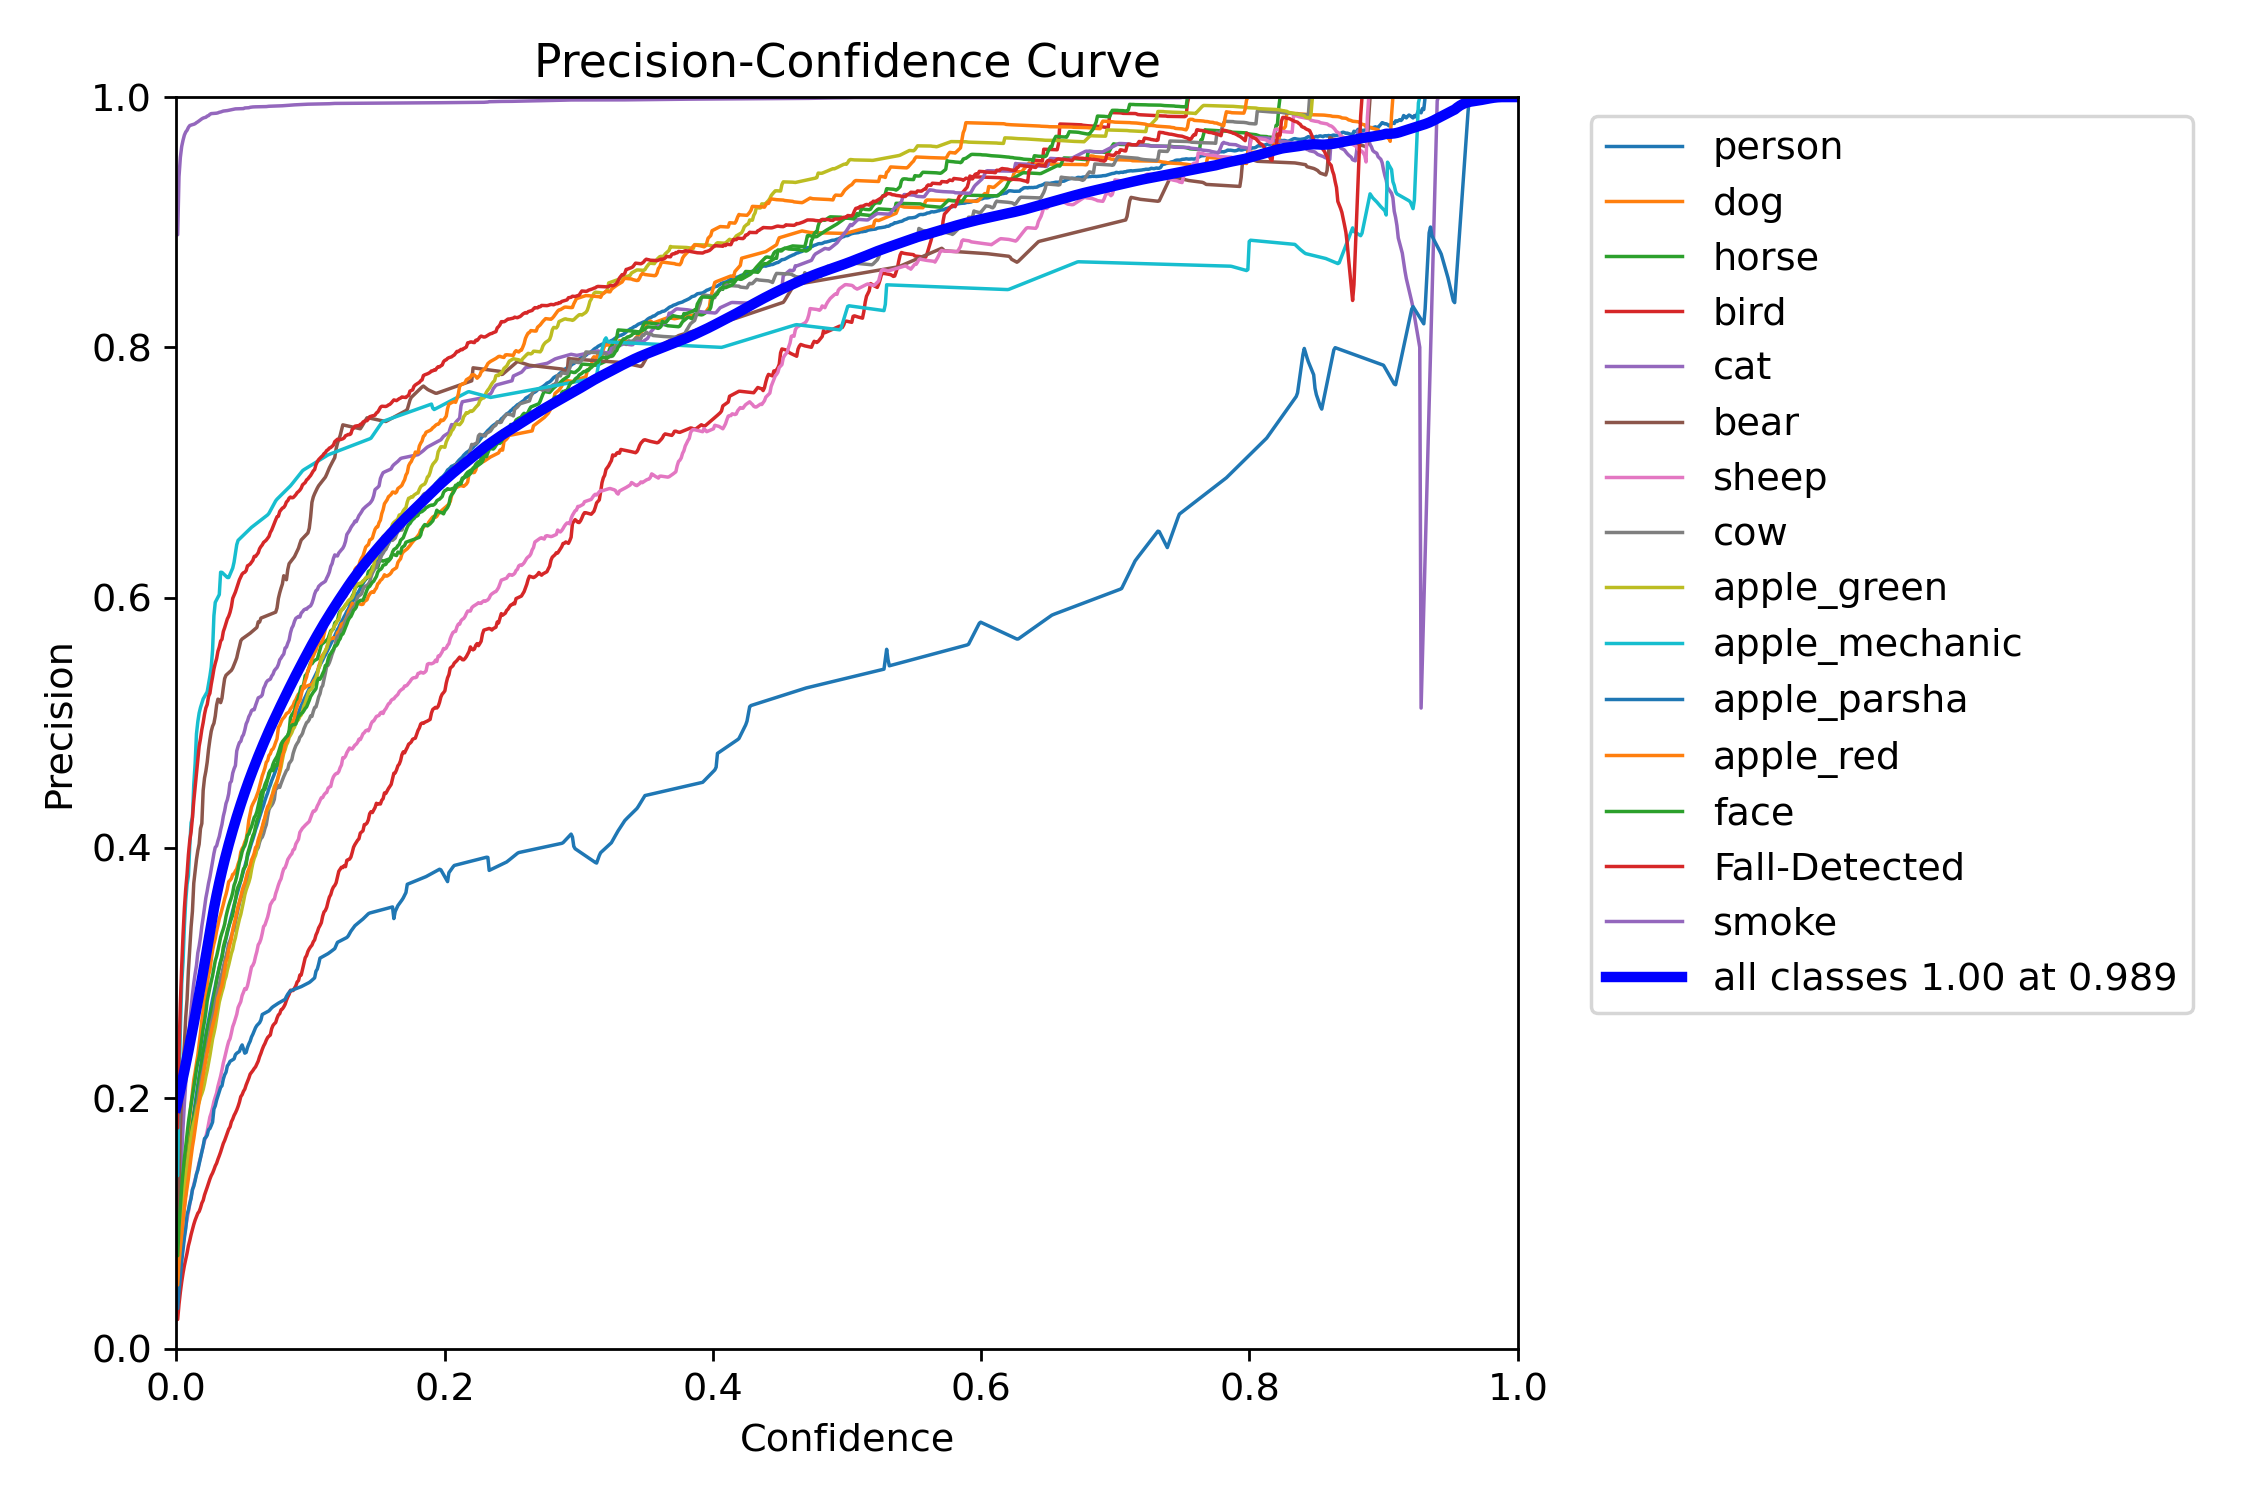 Precision-Confidence Curve
1.0
0.8
0.6
0.4
0.2
0.0
Precision
0.0 0.2 0.4 0.6 0.8 1.0
Confidence
person
dog
horse
bird
cat
bear
sheep
cow
apple_green
apple_mechanic
apple_parsha
apple_red
face
Fall-Detected
smoke
all classes 1.00 at 0.989